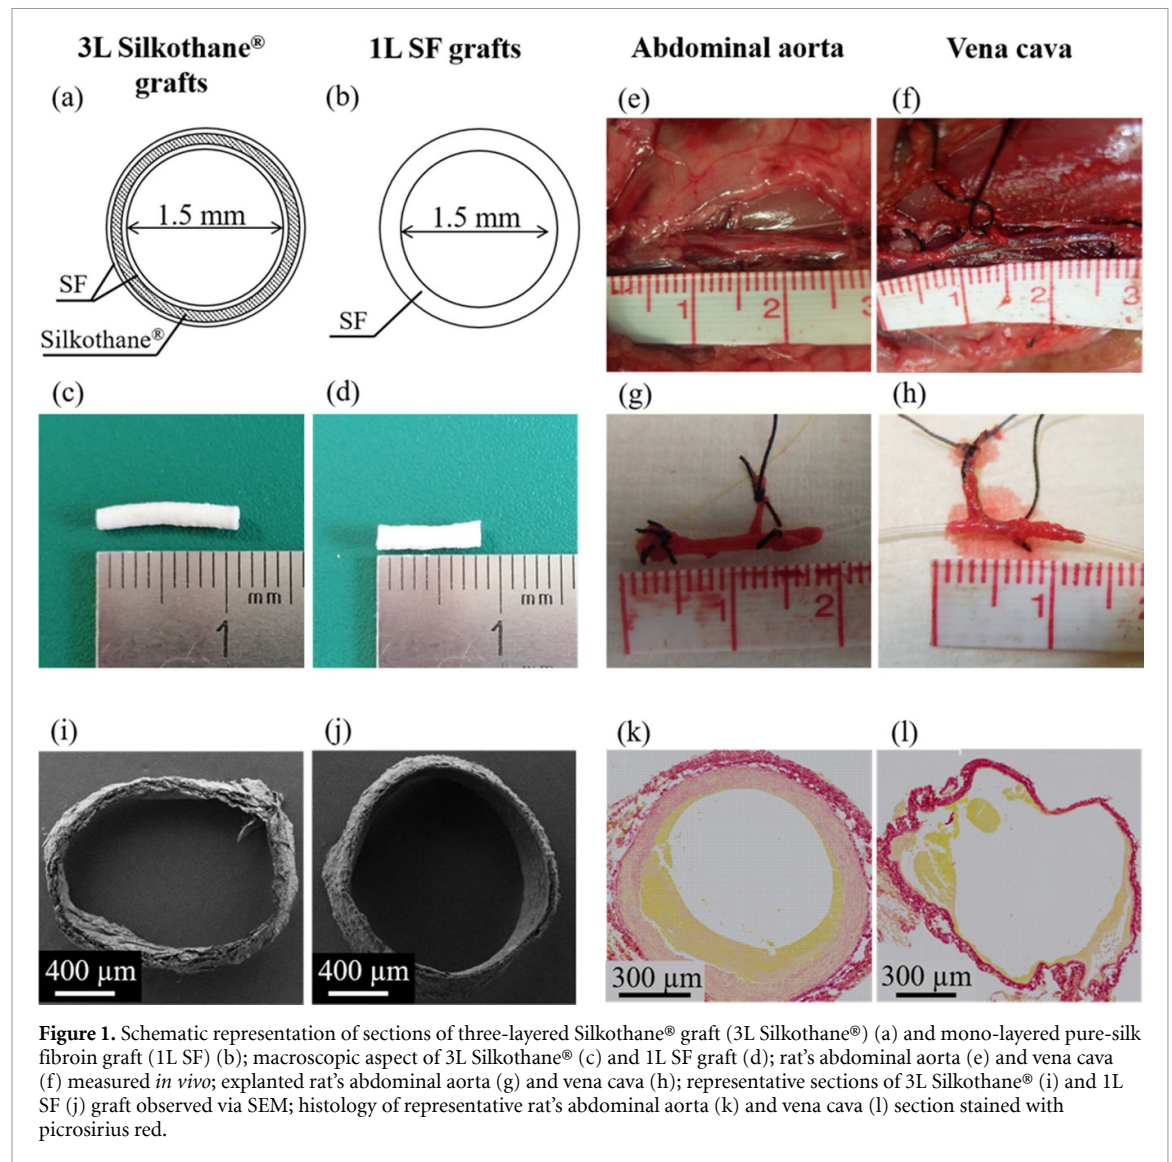 3L Silkothane®
grafts
1L SF grafts
Abdominal aorta
Vena cava
(a)
(b)
(e)
(f)
1.5 mm
1.5 mm
SF
Silkothane®
SF
1
2
3
1
2
3
(c)
(d)
(g)
(h)
mm
1
mm
1
1
2
1
(i)
(j)
(k)
(l)
400 µm
400 µm
300 µm
300 µm
Figure 1. Schematic representation of sections of three-layered Silkothane® graft (3L Silkothane®) (a) and mono-layered pure-silk
fibroin graft (1L SF) (b); macroscopic aspect of 3L Silkothane® (c) and 1L SF graft (d); rat's abdominal aorta (e) and vena cava
(f) measured in vivo; explanted rat's abdominal aorta (g) and vena cava (h); representative sections of 3L Silkothane® (i) and 1L
SF (j) graft observed via SEM; histology of representative rat's abdominal aorta (k) and vena cava (l) section stained with
picrosirius red.